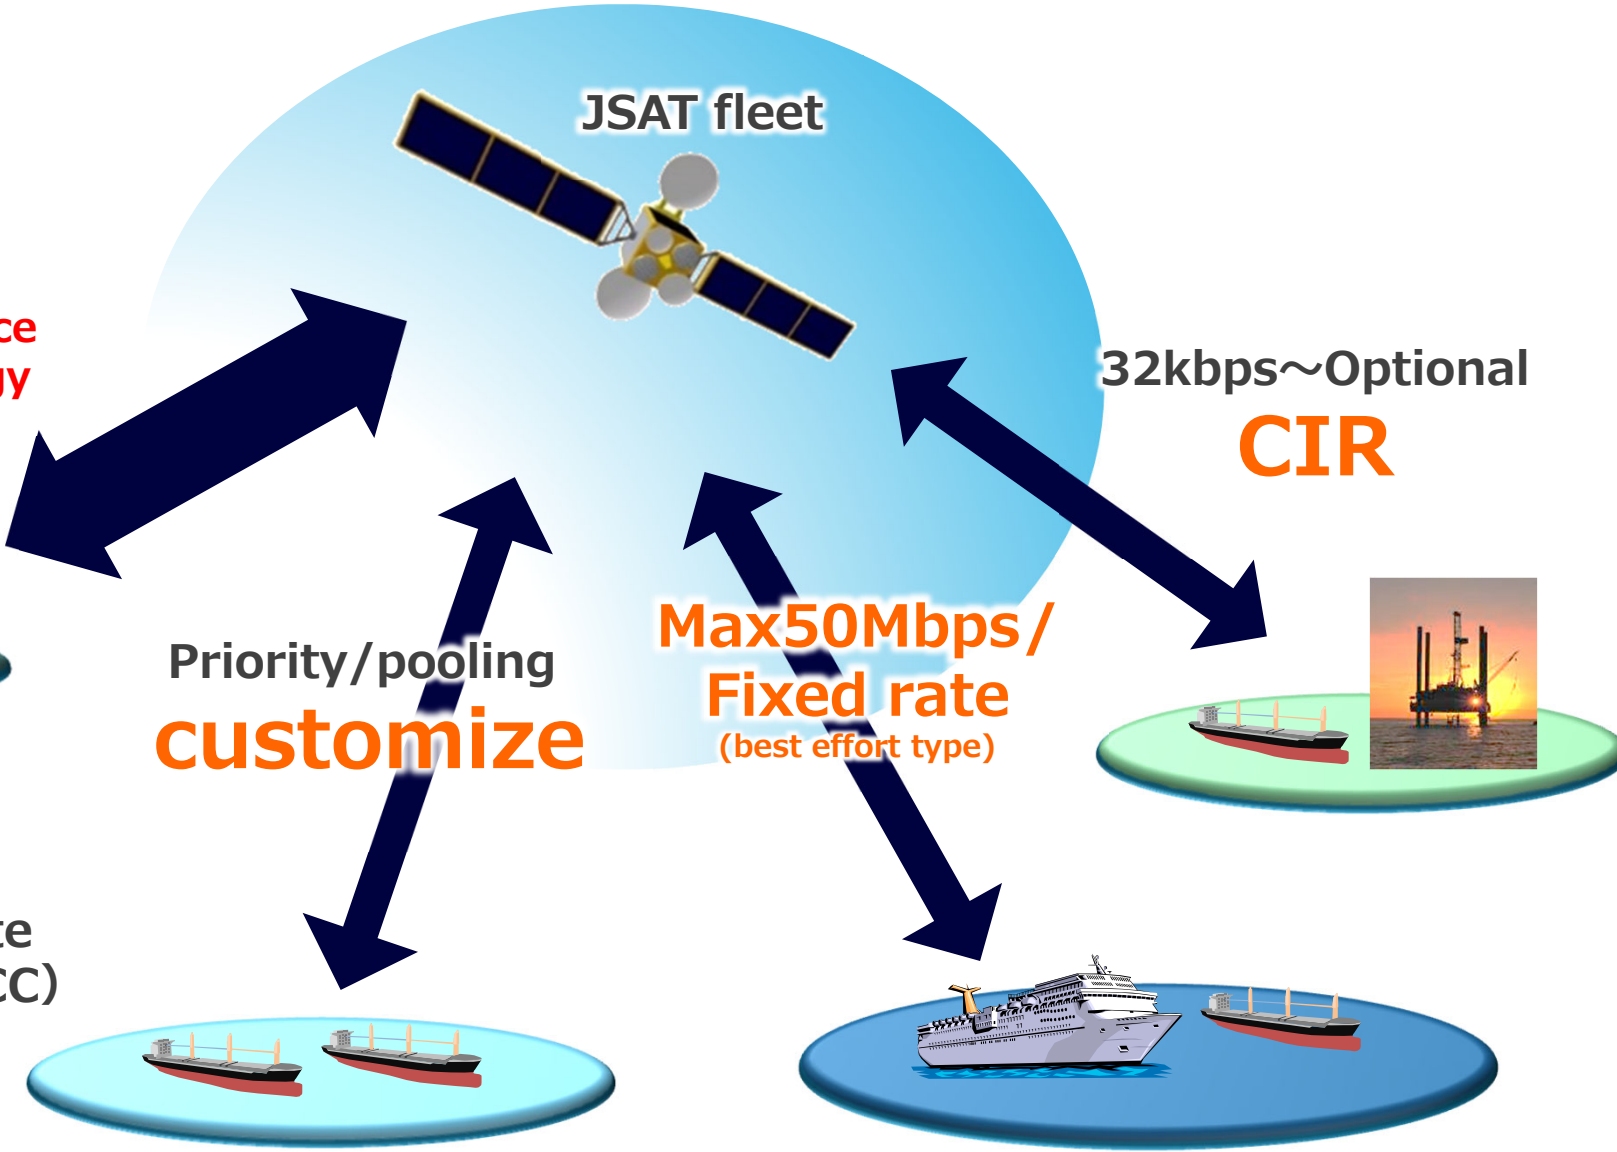 JSAT fleet
32kbps～Optional
CIR
Priority/pooling
customize
Max50Mbps/
Fixed rate
(best effort type)